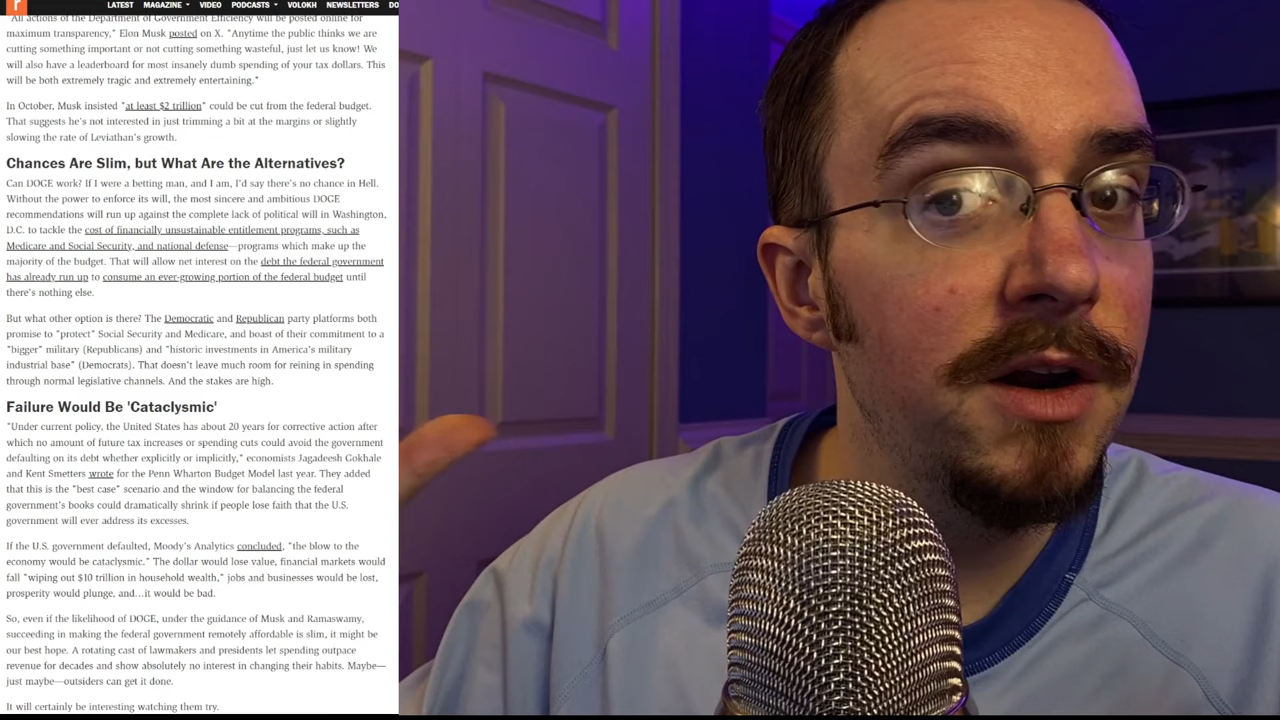 r
LATEST MAGAZINE VIDEO PODCASTS VOLOKH NEWSLETTERS DO
"All actions of the Department of Government Efficiency will be posted online for
maximum transparency," Elon Musk posted on X. "Anytime the public thinks we are
cutting something important or not cutting something wasteful, just let us know! We
will also have a leaderboard for most insanely dumb spending of your tax dollars. This
will be both extremely tragic and extremely entertaining."
In October, Musk insisted "at least $2 trillion" could be cut from the federal budget.
That suggests he's not interested in just trimming a bit at the margins or slightly
slowing the rate of Leviathan's growth.
Chances Are Slim, but What Are the Alternatives?
Can DOGE work? If I were a betting man, and I am, I'd say there's no chance in Hell.
Without the power to enforce its will, the most sincere and ambitious DOGE
recommendations will run up against the complete lack of political will in Washington,
D.C. to tackle the cost of financially unsustainable entitlement programs, such as
Medicare and Social Security, and national defense—programs which make up the
majority of the budget. That will allow net interest on the debt the federal government
has already run up to consume an ever-growing portion of the federal budget until
there's nothing else.
But what other option is there? The Democratic and Republican party platforms both
promise to "protect" Social Security and Medicare, and boast of their commitment to a
"bigger" military (Republicans) and "historic investments in America's military
industrial base" (Democrats). That doesn't leave much room for reining in spending
through normal legislative channels. And the stakes are high.
Failure Would Be 'Cataclysmic'
"Under current policy, the United States has about 20 years for corrective action after
which no amount of future tax increases or spending cuts could avoid the government
defaulting on its debt whether explicitly or implicitly," economists Jagadeesh Gokhale
and Kent Smetters wrote for the Penn Wharton Budget Model last year. They added
that this is the "best case" scenario and the window for balancing the federal
government's books could dramatically shrink if people lose faith that the U.S.
government will ever address its excesses.
If the U.S. government defaulted, Moody's Analytics concluded, "the blow to the
economy would be cataclysmic." The dollar would lose value, financial markets would
fall "wiping out $10 trillion in household wealth," jobs and businesses would be lost,
prosperity would plunge, and…it would be bad.
So, even if the likelihood of DOGE, under the guidance of Musk and Ramaswamy,
succeeding in making the federal government remotely affordable is slim, it might be
our best hope. A rotating cast of lawmakers and presidents let spending outpace
revenue for decades and show absolutely no interest in changing their habits. Maybe—
just maybe—outsiders can get it done.
It will certainly be interesting watching them try.